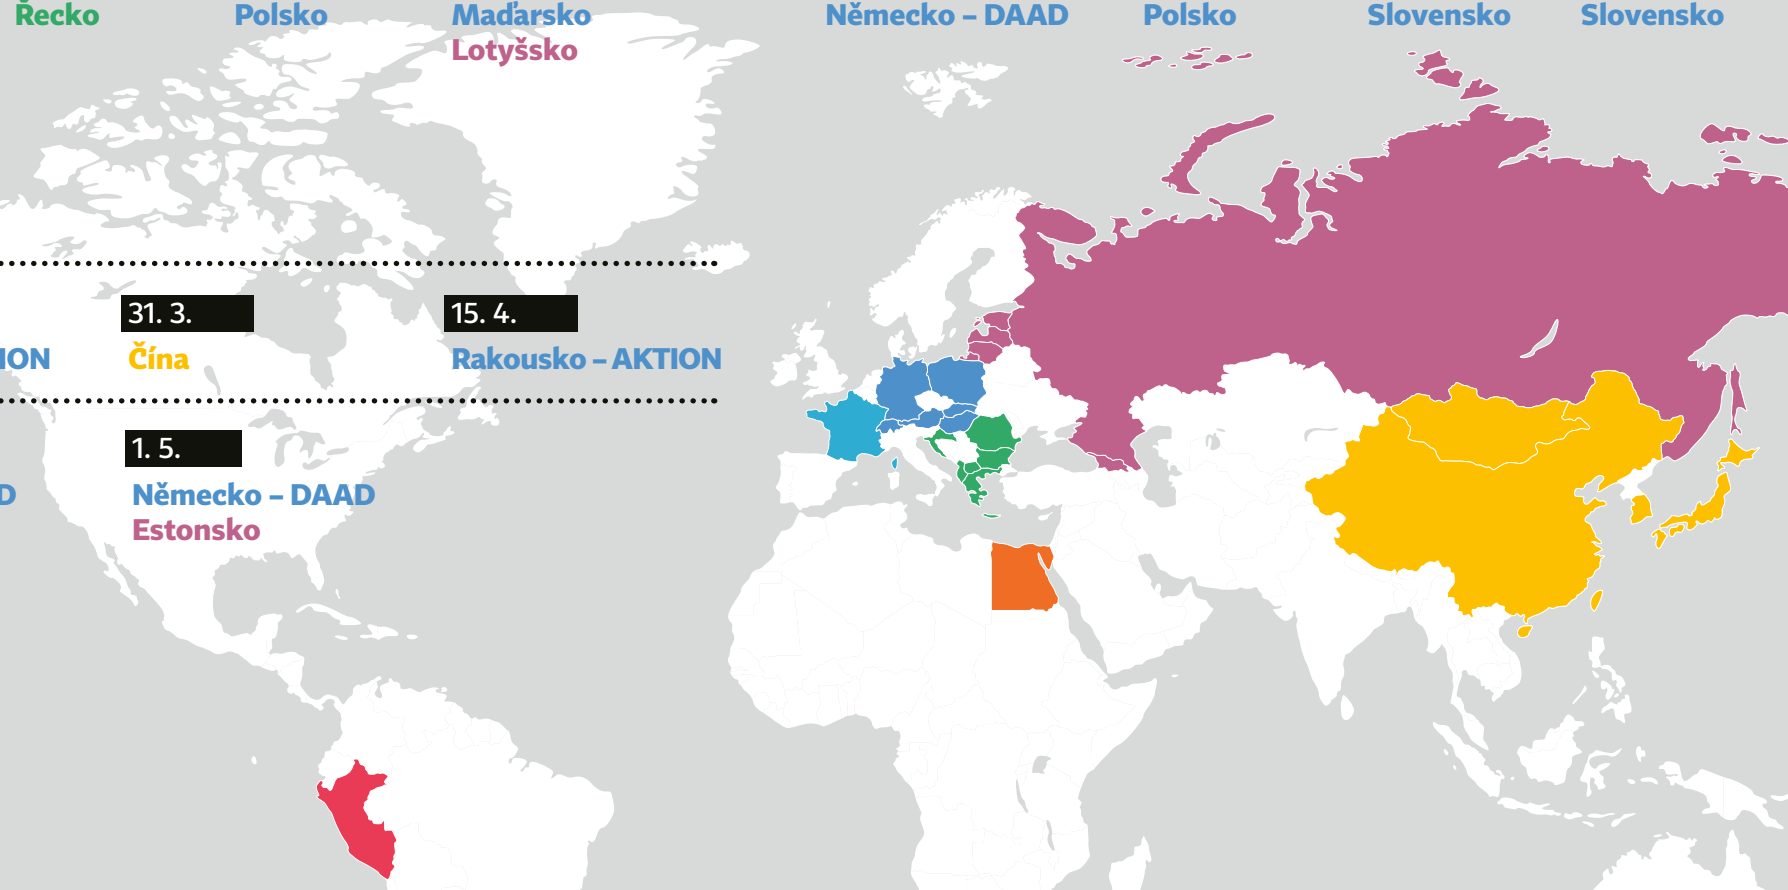 Řecko
Polsko
Maďarsko
Německo – DAAD
Polsko
Slovensko
Slovensko
Lotyšsko
31. 3.
15. 4.
ION
Čína
Rakousko – AKTION
1. 5.
D
Německo – DAAD
Estonsko